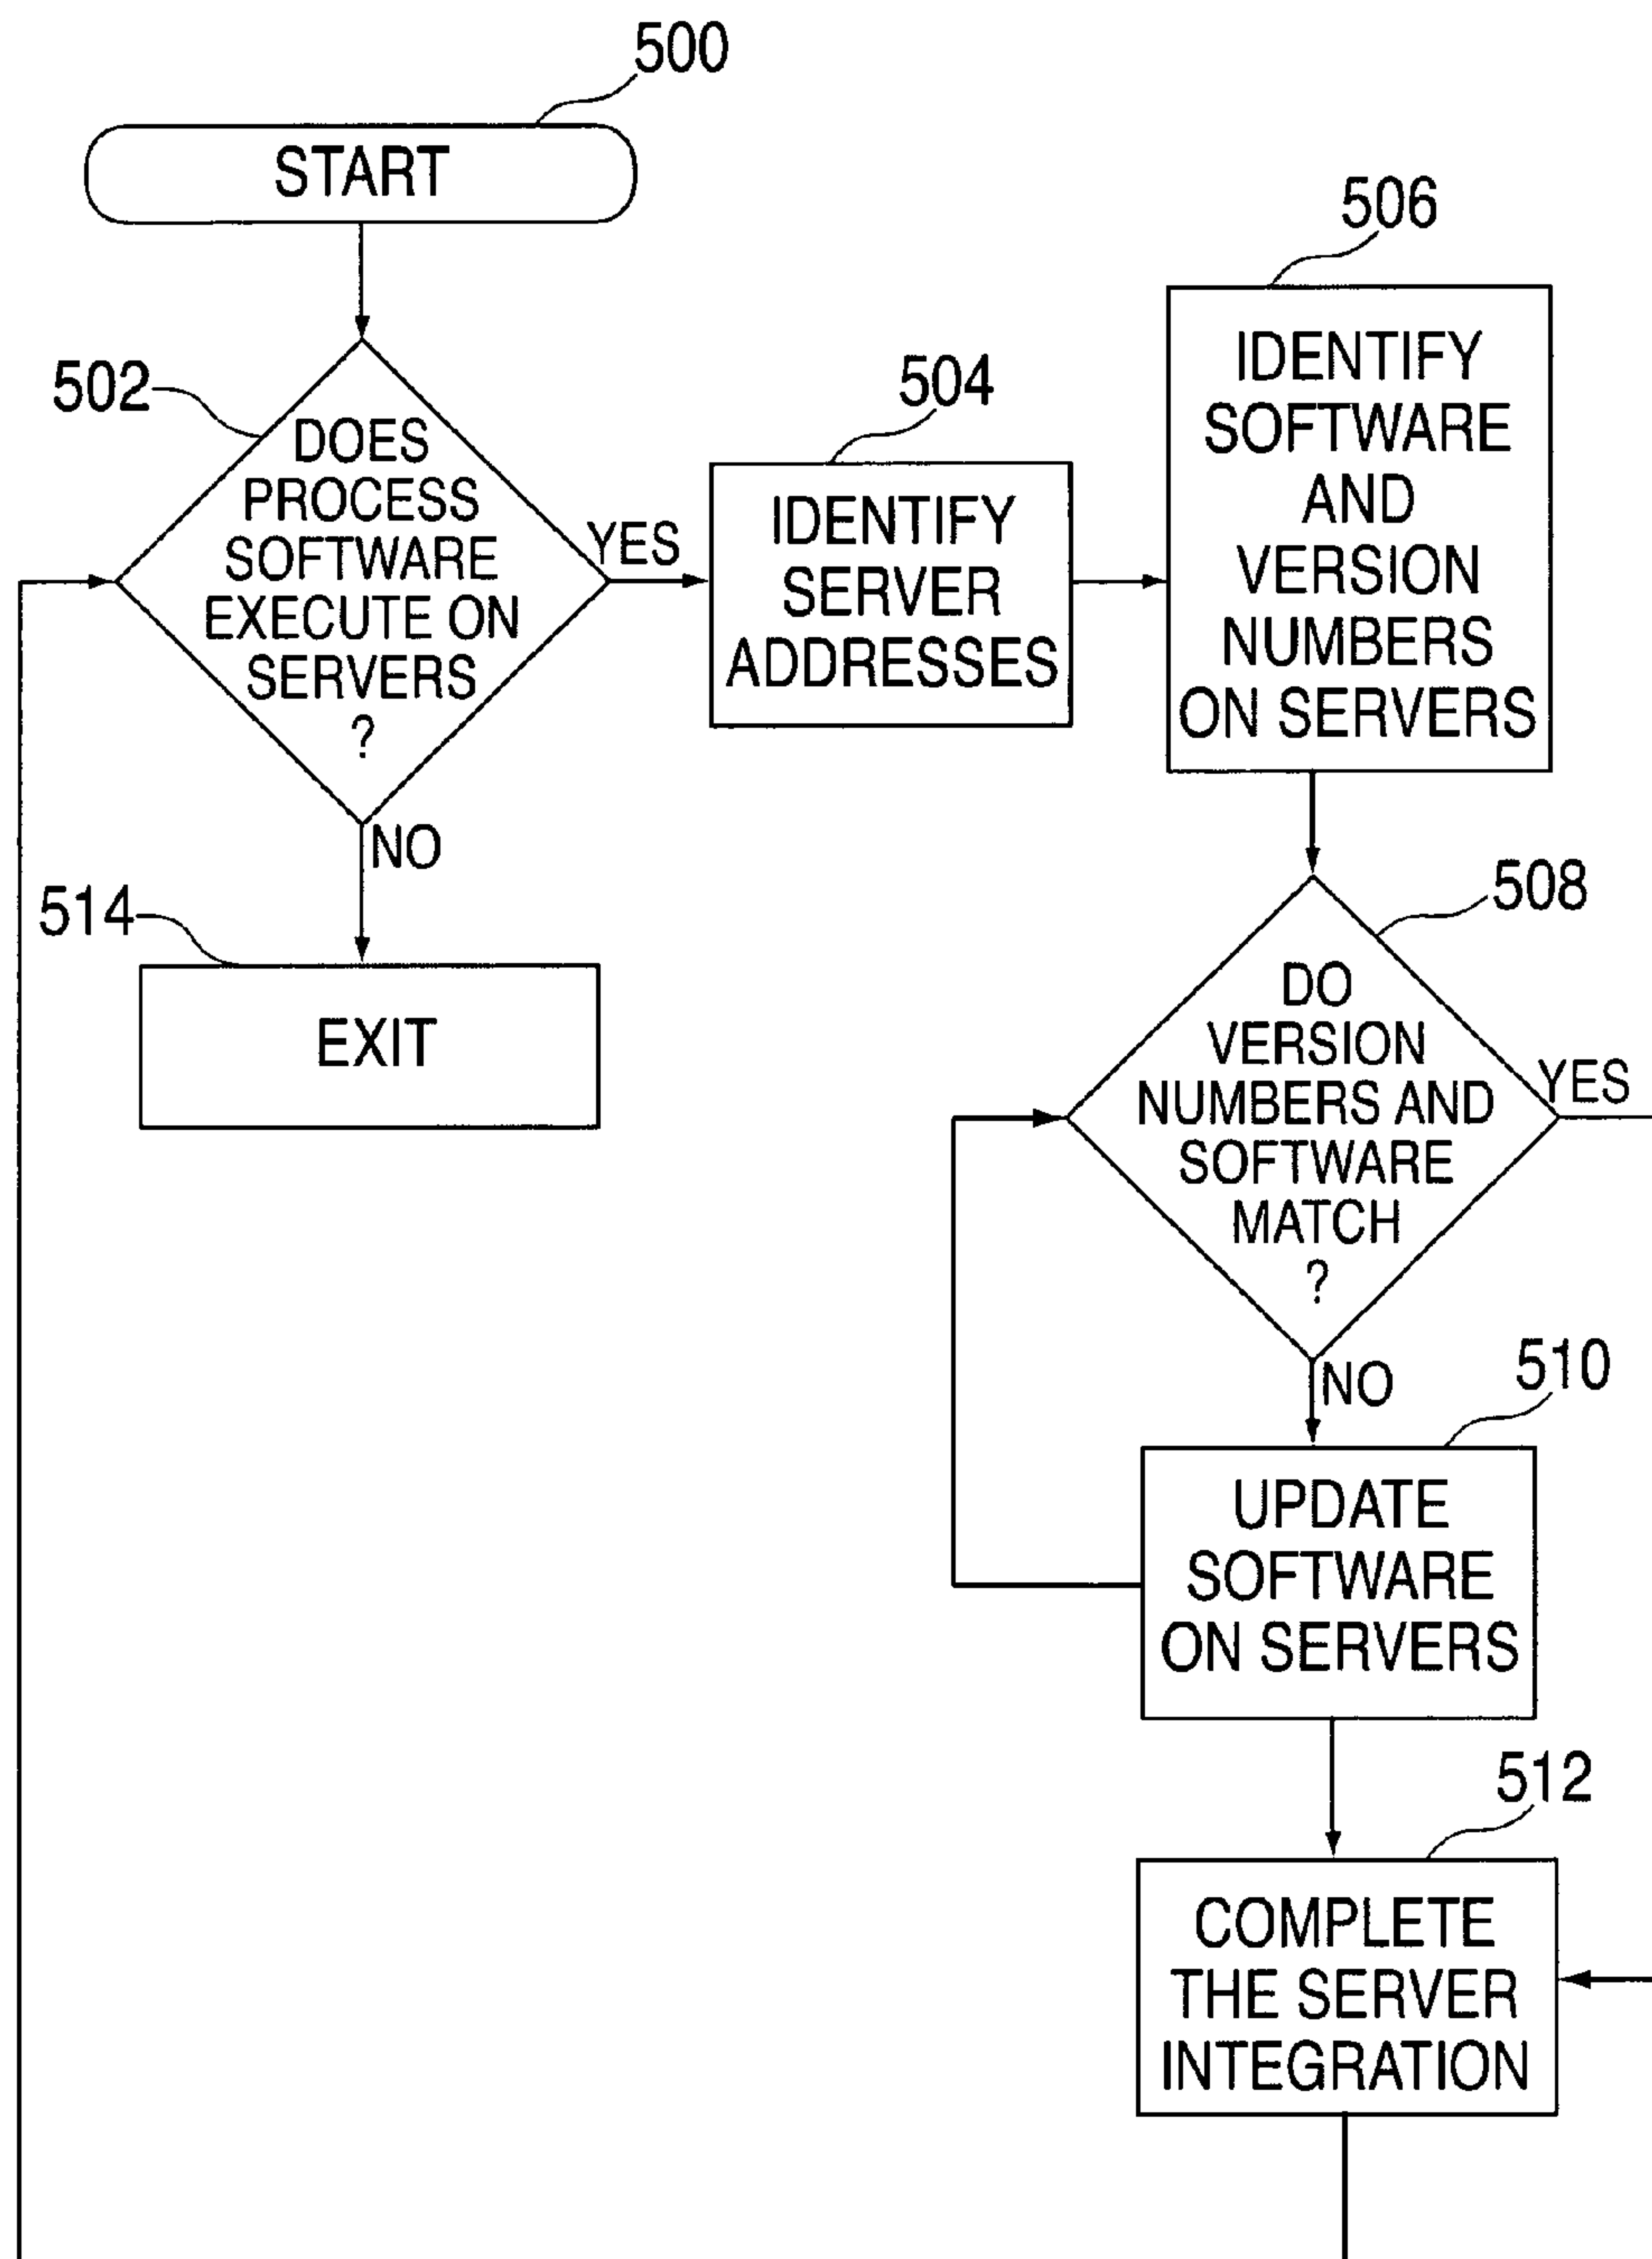 500
START
502
DOES
PROCESS
SOFTWARE
EXECUTE ON
SERVERS
?
YES
NO
504
IDENTIFY
SERVER
ADDRESSES
506
IDENTIFY
SOFTWARE
AND
VERSION
NUMBERS
ON SERVERS
514
EXIT
508
DO
VERSION
NUMBERS AND
SOFTWARE
MATCH
?
YES
NO
510
UPDATE
SOFTWARE
ON SERVERS
512
COMPLETE
THE SERVER
INTEGRATION